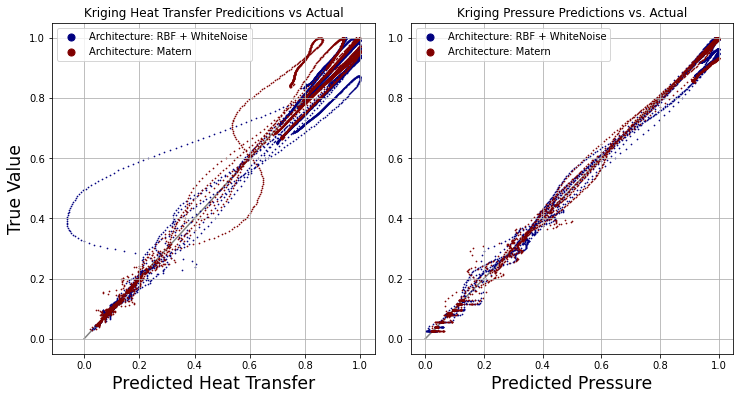 Kriging Heat Transfer Predicitions vs Actual
Architecture: RBF + WhiteNoise
Architecture: Matern
True Value
1.0
0.8
0.6
0.4
0.2
0.0
0.0 0.2 0.4 0.6 0.8 1.0
Predicted Heat Transfer
Kriging Pressure Predictions vs. Actual
Architecture: RBF + WhiteNoise
Architecture: Matern
1.0
0.8
0.6
0.4
0.2
0.0
0.0 0.2 0.4 0.6 0.8 1.0
Predicted Pressure